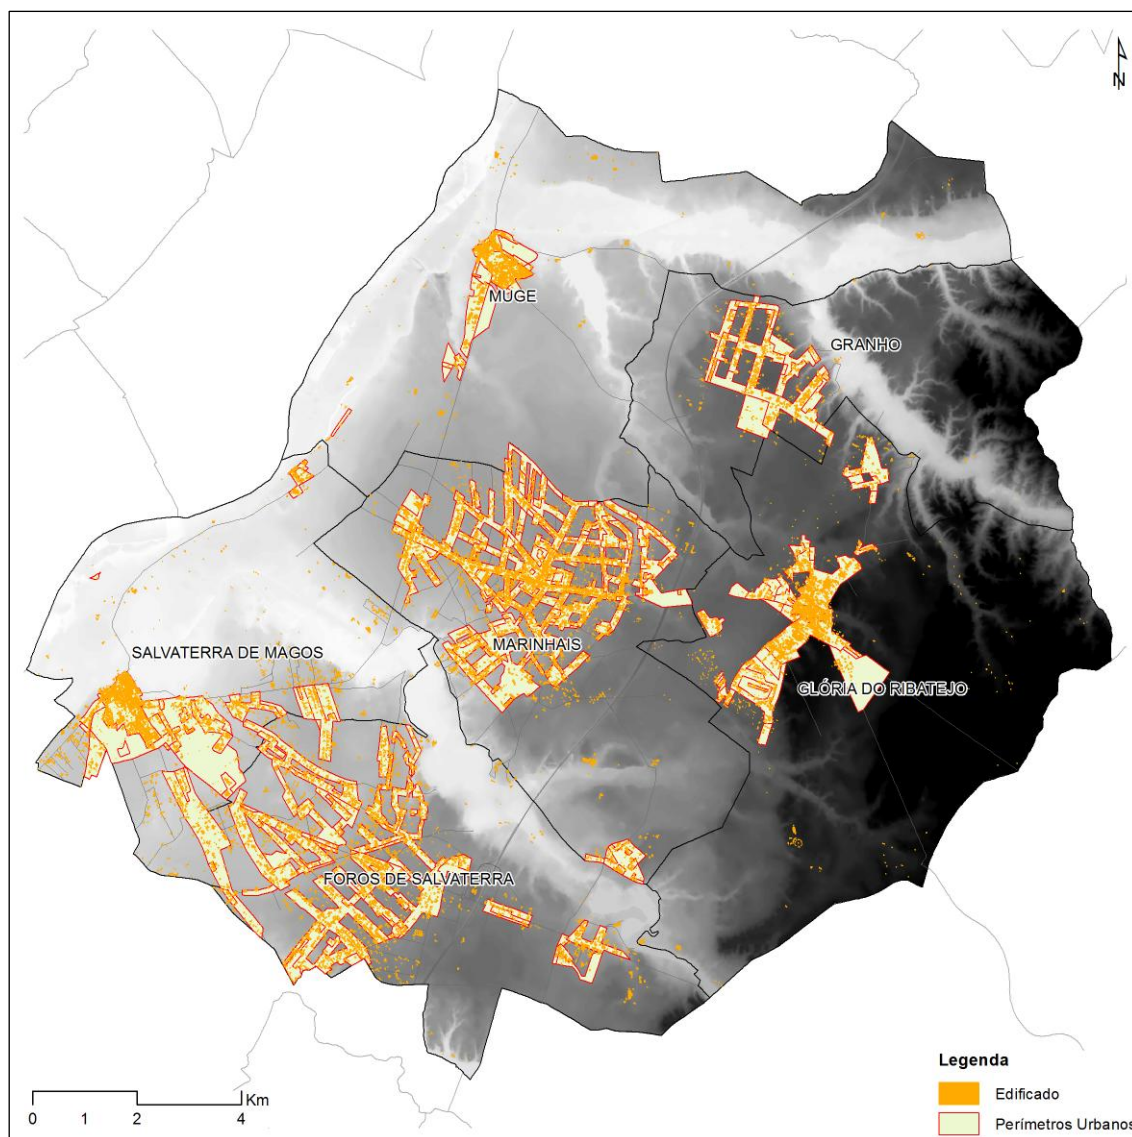 N
MUGE
GRANHO
MARINHAIS
SALVATERRA DE MAGOS
GLÓRIA DO RIBATEJO
FOROS DE SALVATERRA
Legenda
Edificado
Perímetros Urbanos
Km
0 1 2 4